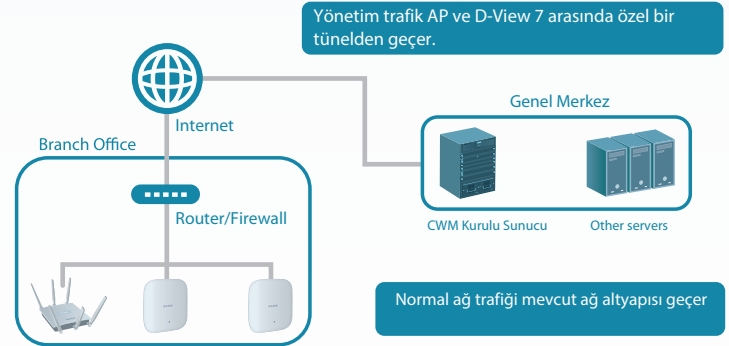 Yönetim trafik AP ve D-View 7 arasında özel bir
tünelden geçer.
Internet
Genel Merkez
Branch Office
Router/Firewall
CWM Kurulu Sunucu
Other servers
Normal ağ trafiği mevcut ağ altyapısı geçer